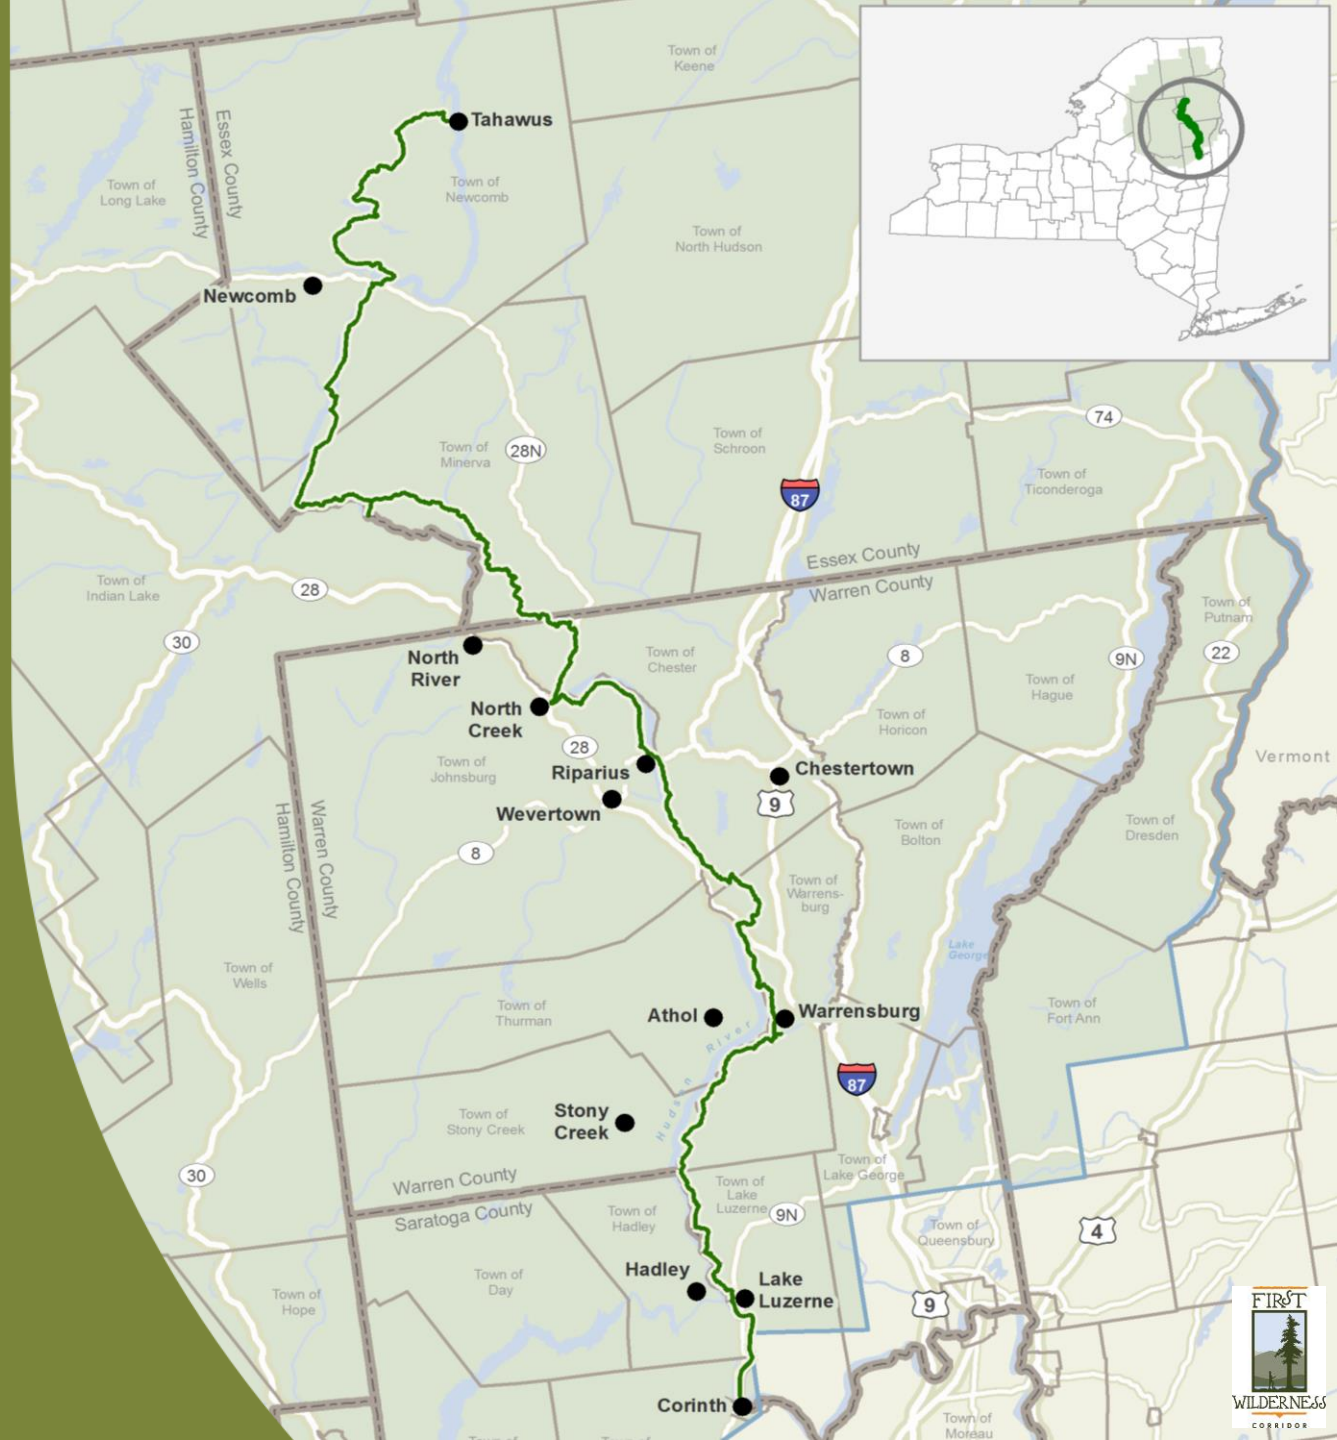 Town of
Keene
Essex County
Hamilton County
Tahawus
Town of
Long Lake
Town of
Newcomb
Town of
North Hudson
Newcomb
74
Town of
Schroon
Town of
Minerva
28N
87
Town of
Ticonderoga
Essex County
Warren County
Town of
Indian Lake
28
30
Town of
Putnam
22
9N
8
North
River
Town of
Chester
Town of
Hague
North
Creek
Town of
Horicon
28
Vermont
Town of
Johnsburg
Riparius
Chestertown
9
Wevertown
Town of
Bolton
Town of
Dresden
Warren County
Hamilton County
8
Town of
Warrens-
burg
Lake
George
Town of
Wells
Town of
Thurman
Athol
Warrensburg
Town of
Fort Ann
Hudson River
87
Stony
Creek
Town of
Stony Creek
30
Warren County
Saratoga County
Town of
Lake George
Town of
Lake
Luzerne
9N
Town of
Hadley
Town of
Queensbury
4
Hadley
Lake
Luzerne
Town of
Day
Town of
Hope
9
Corinth
Town of
Moreau
Town of
Town of
FIRST
WILDERNESS
CORRIDOR